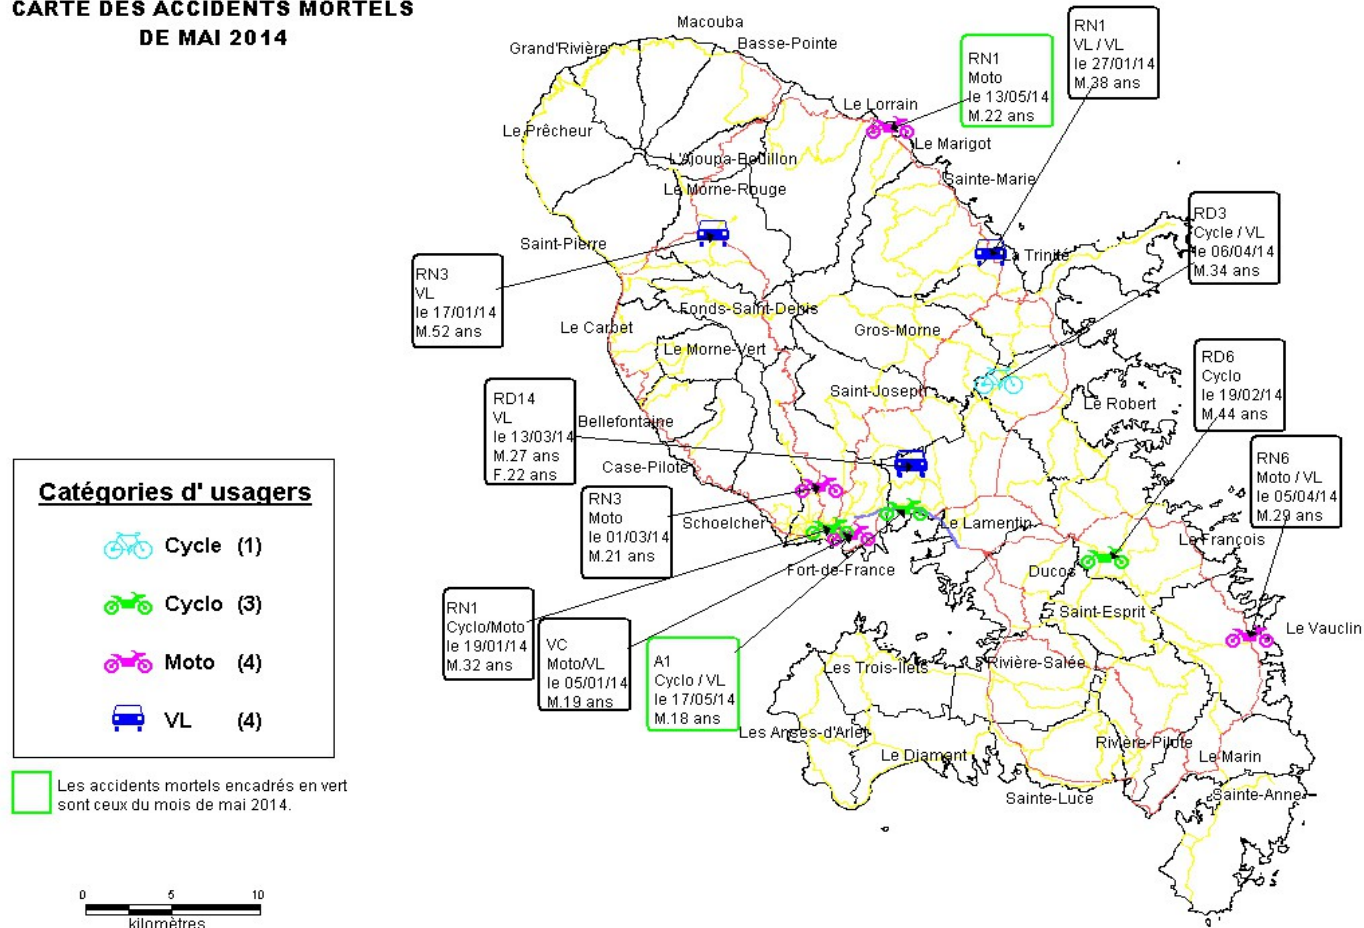 CARTE DES ACCIDENTS MORTELS
DE MAI 2014
Macouba
Grand'Rivière
Basse-Pointe
Le Prêcheur
Le Lorrain
L'Ajoupa-Bouillon
Le Marigot
Le Morne-Rouge
Sainte-Marie
Saint-Pierre
La Trinité
Fonds-Saint-Denis
Le Carbet
Gros-Morne
Le Morne-Vert
Saint-Joseph
Le Robert
Bellefontaine
Case-Pilote
Schoelcher
Le Lamentin
Le François
Fort-de-France
Ducos
Saint-Esprit
Le Vauclin
Les Trois-Ilets
Rivière-Salée
Les Anses-d'Arlet
Le Diamant
Rivière-Pilote
Le Marin
Sainte-Luce
Sainte-Anne
RN1
Moto
le 13/05/14
M.22 ans
RN1
VL / VL
le 27/01/14
M.38 ans
RD3
Cycle / VL
le 06/04/14
M.34 ans
RN3
VL
le 17/01/14
M.52 ans
RD6
Cyclo
le 19/02/14
M.44 ans
RD14
VL
le 13/03/14
M.27 ans
F.22 ans
RN6
Moto / VL
le 05/04/14
M.29 ans
RN3
Moto
le 01/03/14
M.21 ans
RN1
Cyclo/Moto
le 19/01/14
M.32 ans
VC
Moto/VL
le 05/01/14
M.19 ans
A1
Cyclo / VL
le 17/05/14
M.18 ans
Catégories d' usagers
Cycle (1)
Cyclo (3)
Moto (4)
VL (4)
Les accidents mortels encadrés en vert
sont ceux du mois de mai 2014.
0 5 10
kilomètres